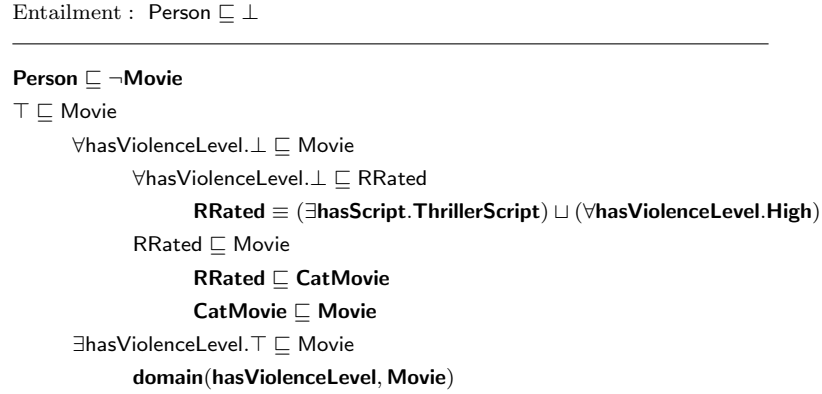 Entailment : Person ⊑ ⊥
Person ⊑ ¬Movie
⊤ ⊑ Movie
∀hasViolenceLevel.⊥ ⊑ Movie
∀hasViolenceLevel.⊥ ⊑ RRated
RRated ≡ (∃hasScript.ThrillerScript) ⊔ (∀hasViolenceLevel.High)
RRated ⊑ Movie
RRated ⊑ CatMovie
CatMovie ⊑ Movie
∃hasViolenceLevel.⊤ ⊑ Movie
domain(hasViolenceLevel, Movie)